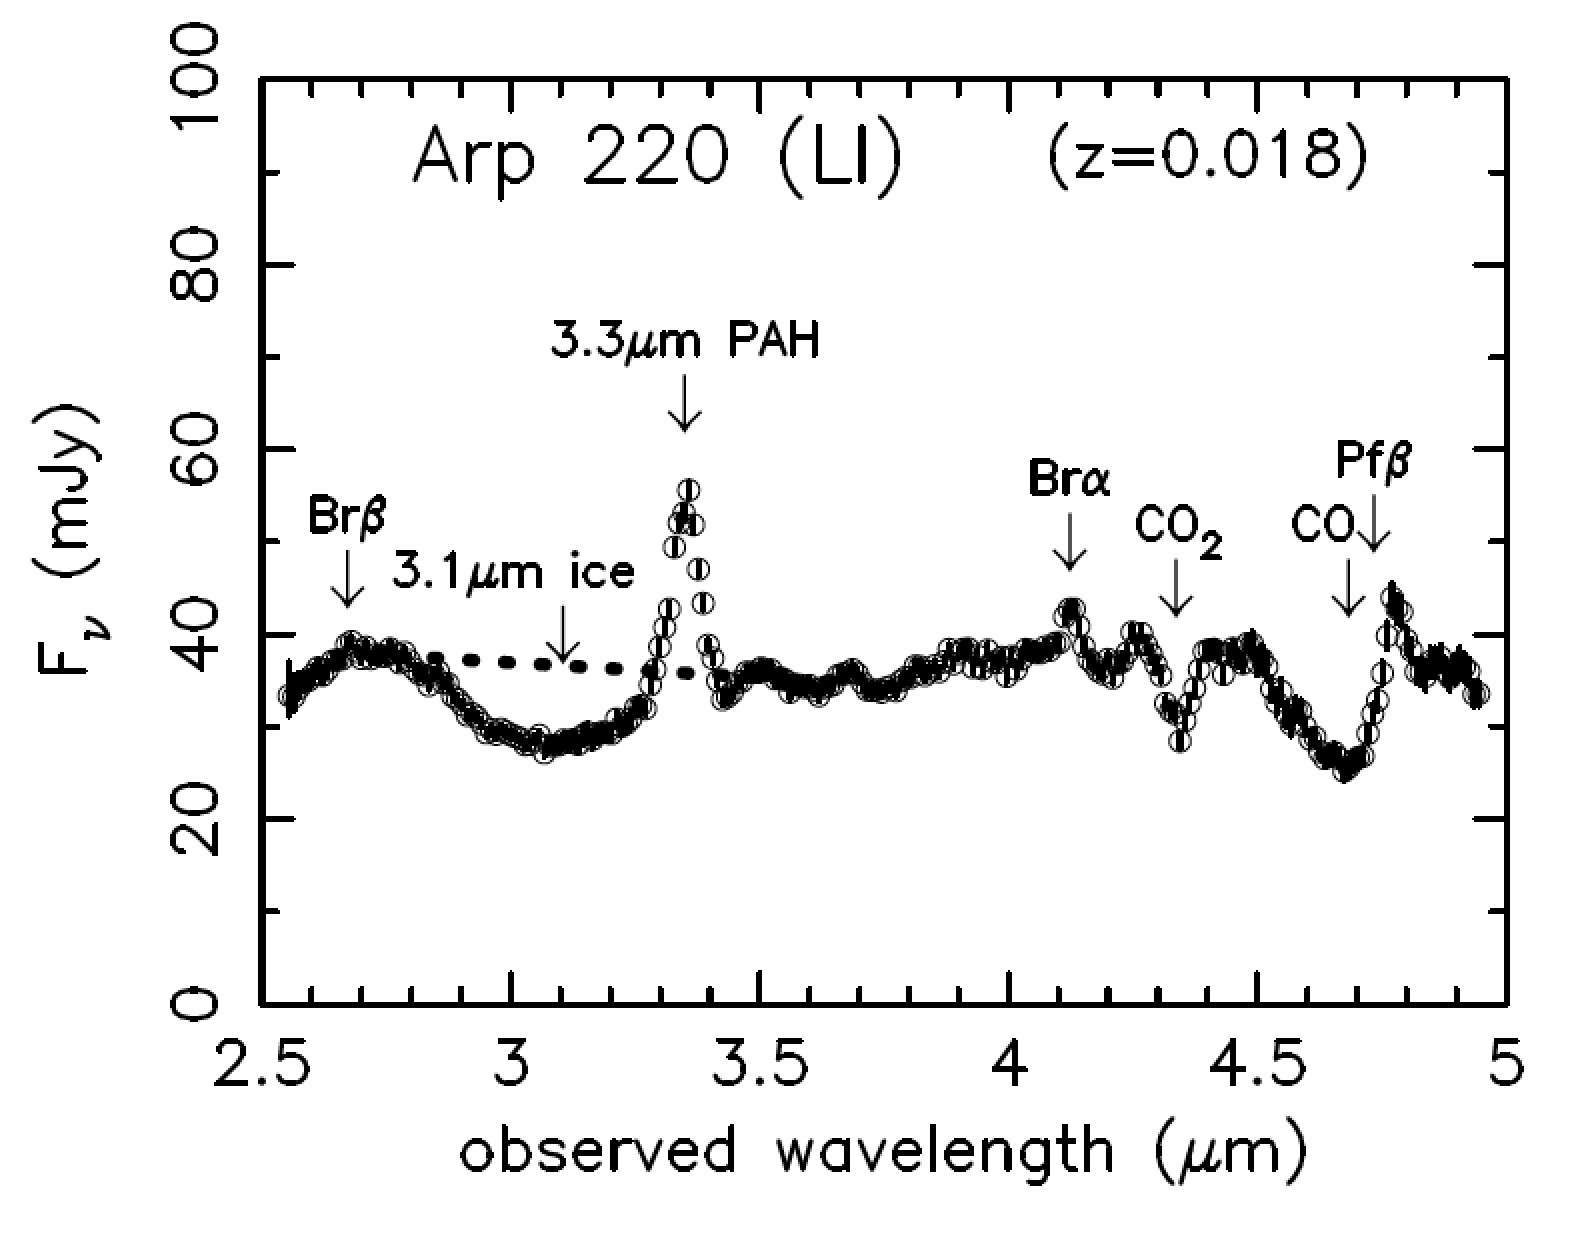 Arp 220 (LI) (z=0.018)
3.3μm PAH
Brβ
3.1μm ice
Brα
CO₂
CO
Pfβ
Fν (mJy)
100
80
60
40
20
0
2.5 3 3.5 4 4.5 5
observed wavelength (μm)